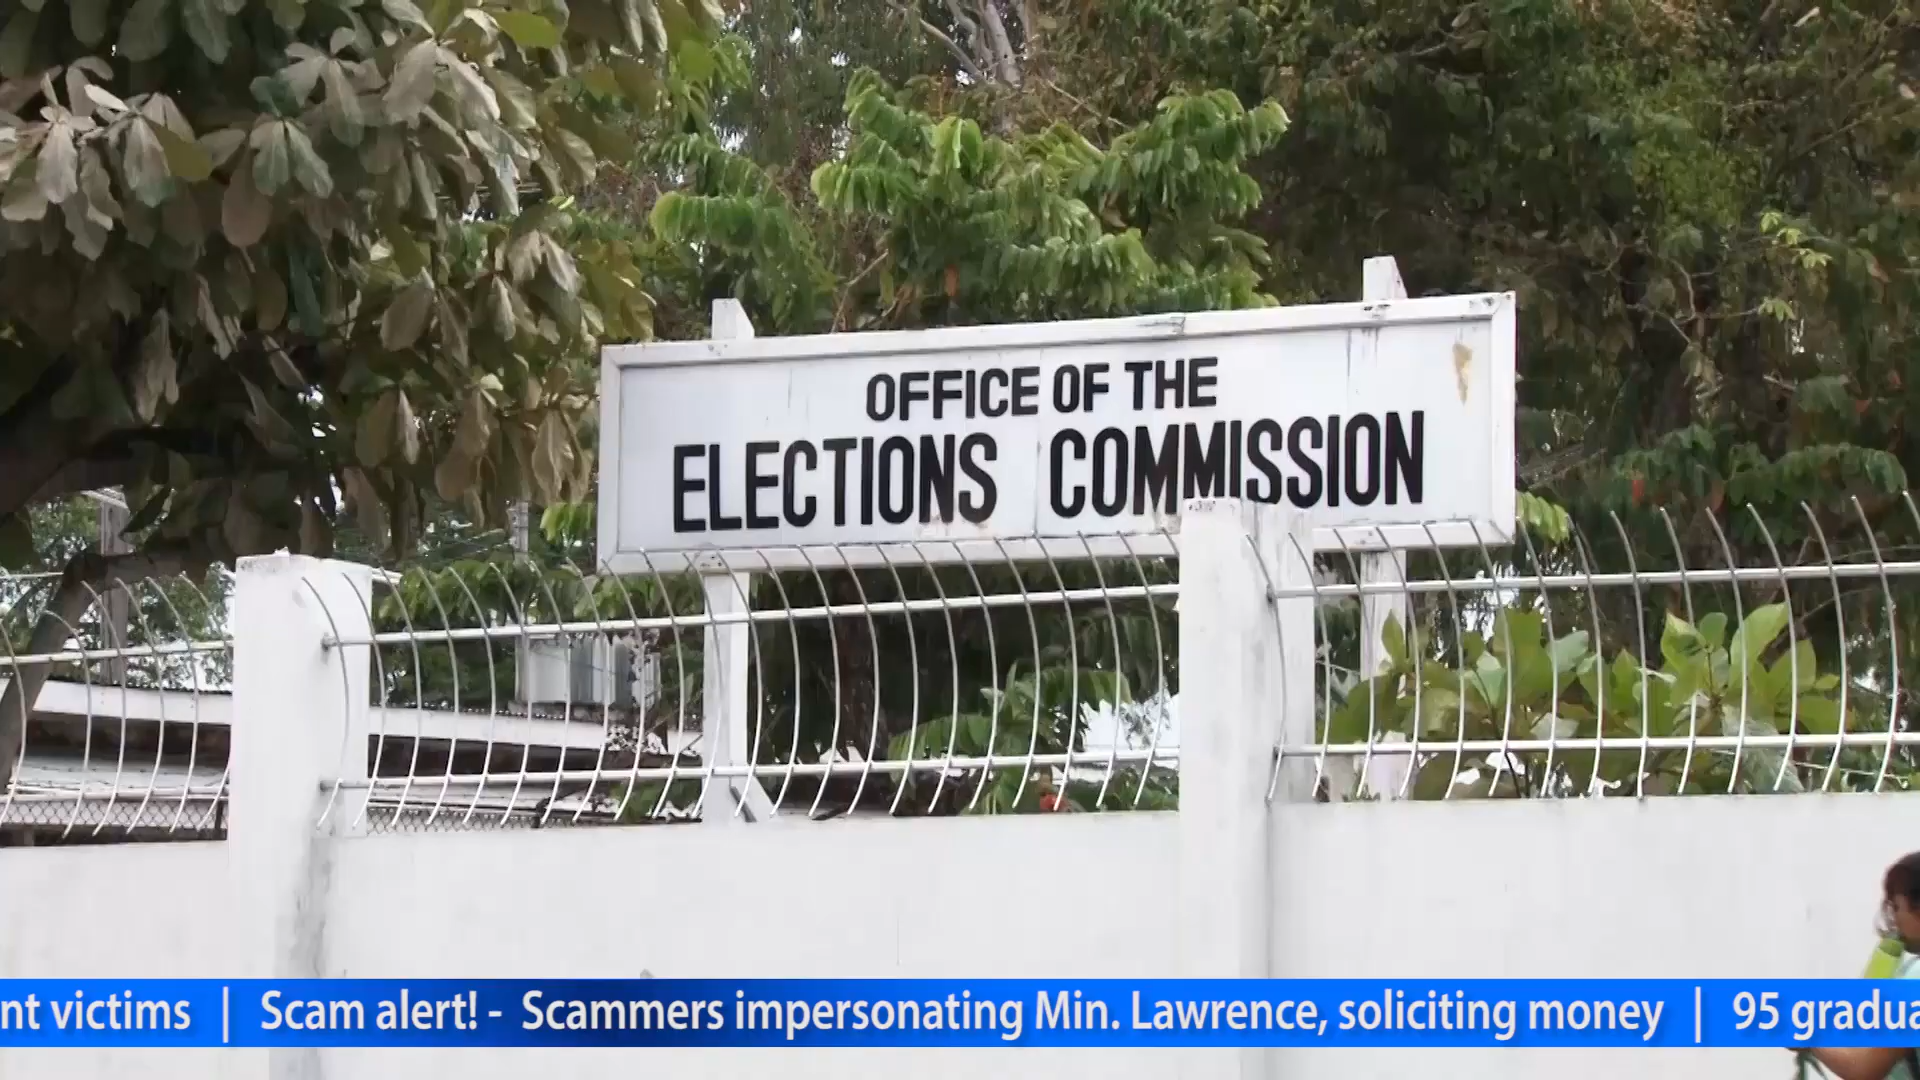 OFFICE OF THE
ELECTIONS COMMISSION
nt victims | Scam alert! - Scammers impersonating Min. Lawrence, soliciting money | 95 gradua